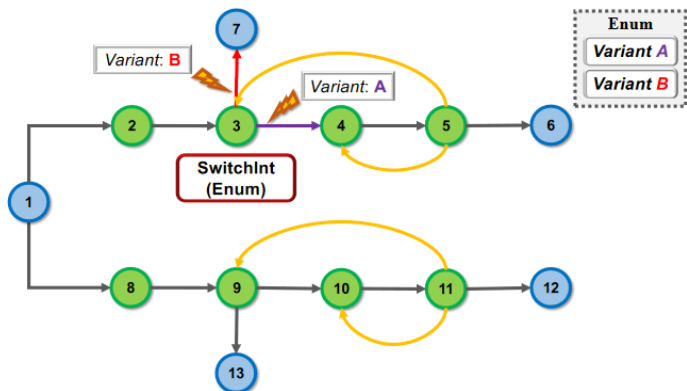 7
Enum
Variant A
Variant B
Variant: B
Variant: A
2
3
4
5
6
SwitchInt
(Enum)
1
8
9
10
11
12
13